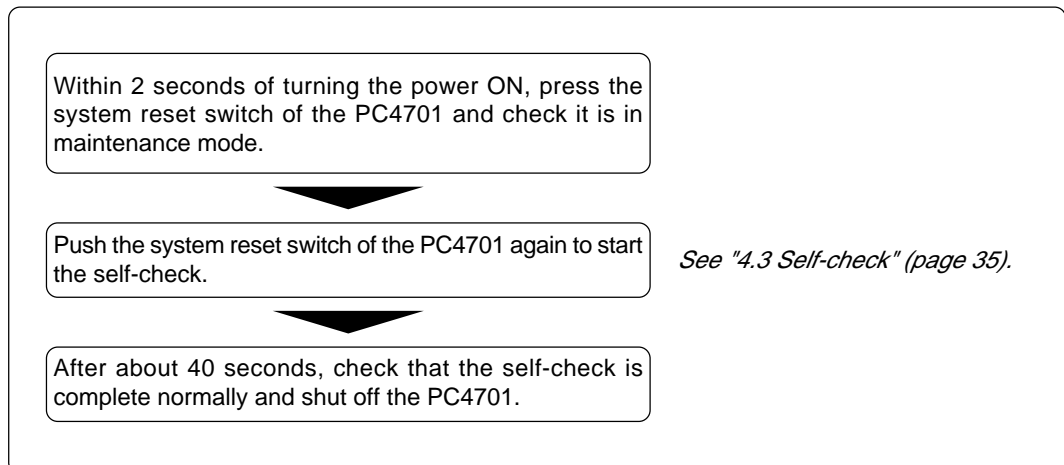 Within 2 seconds of turning the power ON, press the
system reset switch of the PC4701 and check it is in
maintenance mode.
Push the system reset switch of the PC4701 again to start
the self-check.
See "4.3 Self-check" (page 35).
After about 40 seconds, check that the self-check is
complete normally and shut off the PC4701.